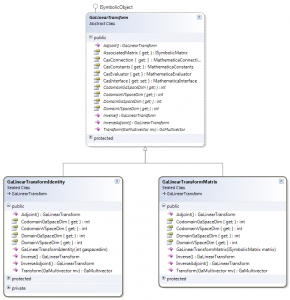 ISymbolicObject
GaLinearTransform
Abstract Class
public
Adjoint() : GaLinearTransform
AssociatedMatrix { get; } : ISymbolicMatrix
CasConnection { get; } : MathematicaConnecti...
CasConstants { get; } : MathematicaConstants
CasEvaluator { get; } : MathematicaEvaluator
CasInterface { get; set; } : MathematicaInterface
CodomainGaSpaceDim { get; } : int
CodomainVSpaceDim { get; } : int
DomainGaSpaceDim { get; } : int
DomainVSpaceDim { get; } : int
Inverse() : GaLinearTransform
InverseAdjoint() : GaLinearTransform
Transform(GaMultivector mv) : GaMultivector
protected
GaLinearTransformIdentity
Sealed Class
GaLinearTransform
public
Adjoint() : GaLinearTransform
CodomainGaSpaceDim { get; } : int
CodomainVSpaceDim { get; } : int
DomainGaSpaceDim { get; } : int
DomainVSpaceDim { get; } : int
GaLinearTransformIdentity(int gaspacedim)
Inverse() : GaLinearTransform
InverseAdjoint() : GaLinearTransform
Transform(GaMultivector mv) : GaMultivector
protected
private
GaLinearTransformMatrix
Sealed Class
GaLinearTransform
public
Adjoint() : GaLinearTransform
CodomainGaSpaceDim { get; } : int
CodomainVSpaceDim { get; } : int
DomainGaSpaceDim { get; } : int
DomainVSpaceDim { get; } : int
GaLinearTransformMatrix(ISymbolicMatrix matrix)
Inverse() : GaLinearTransform
InverseAdjoint() : GaLinearTransform
Transform(GaMultivector mv) : GaMultivector
protected